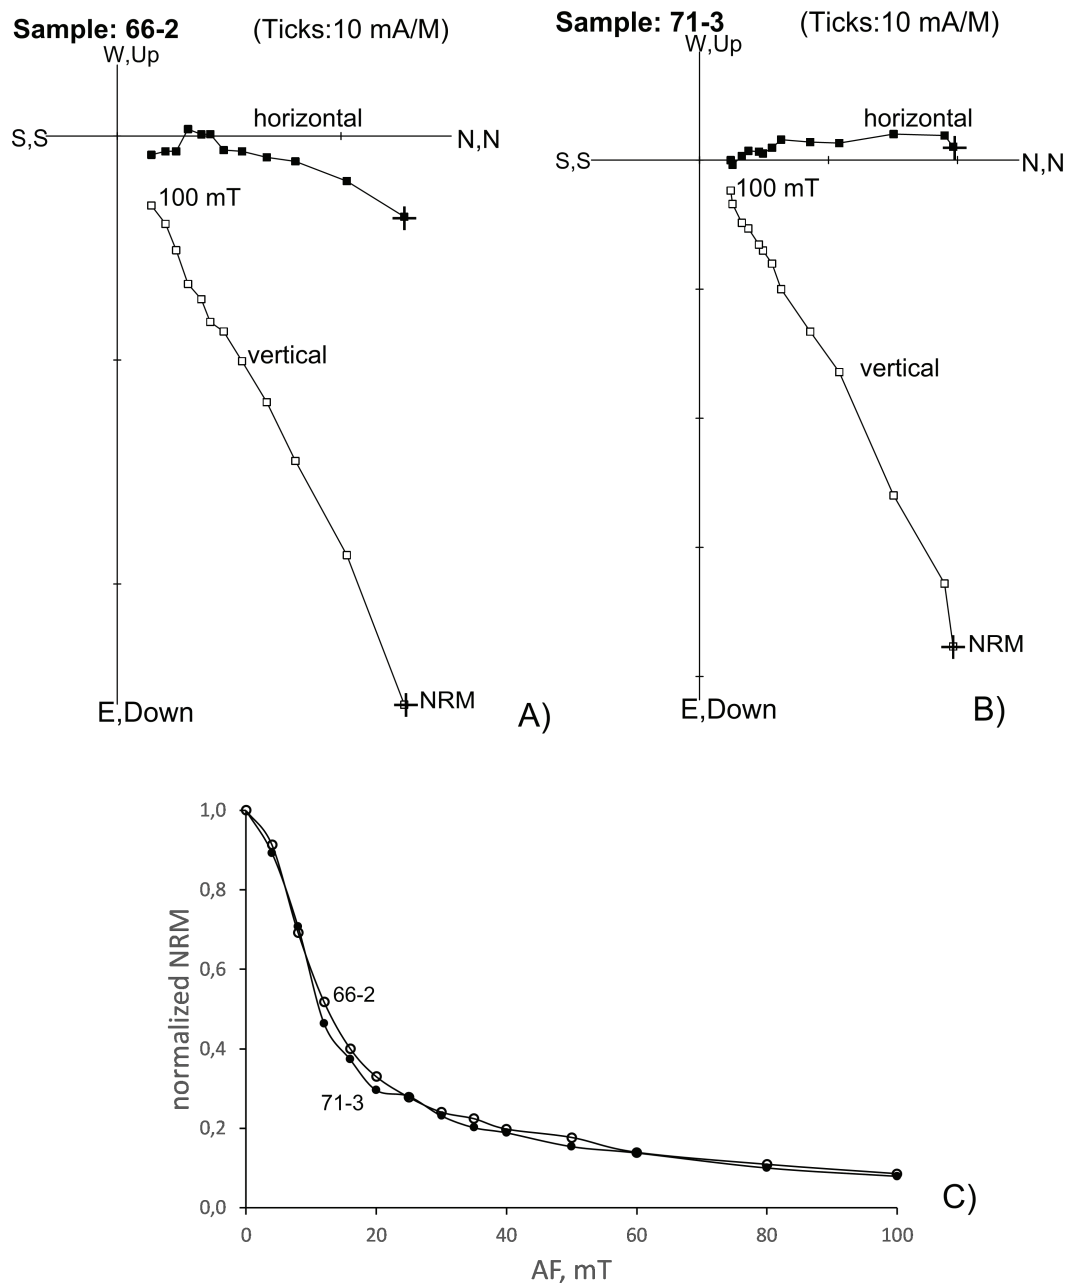 Sample: 66-2 (Ticks:10 mA/M)
W,Up
horizontal
S,S
N,N
100 mT
vertical
NRM
E,Down
A)
Sample: 71-3 (Ticks:10 mA/M)
W,Up
horizontal
S,S
N,N
100 mT
vertical
NRM
E,Down
B)
1,0
0,8
0,6
0,4
0,2
0,0
normalized NRM
66-2
71-3
C)
0 20 40 60 80 100
AF, mT